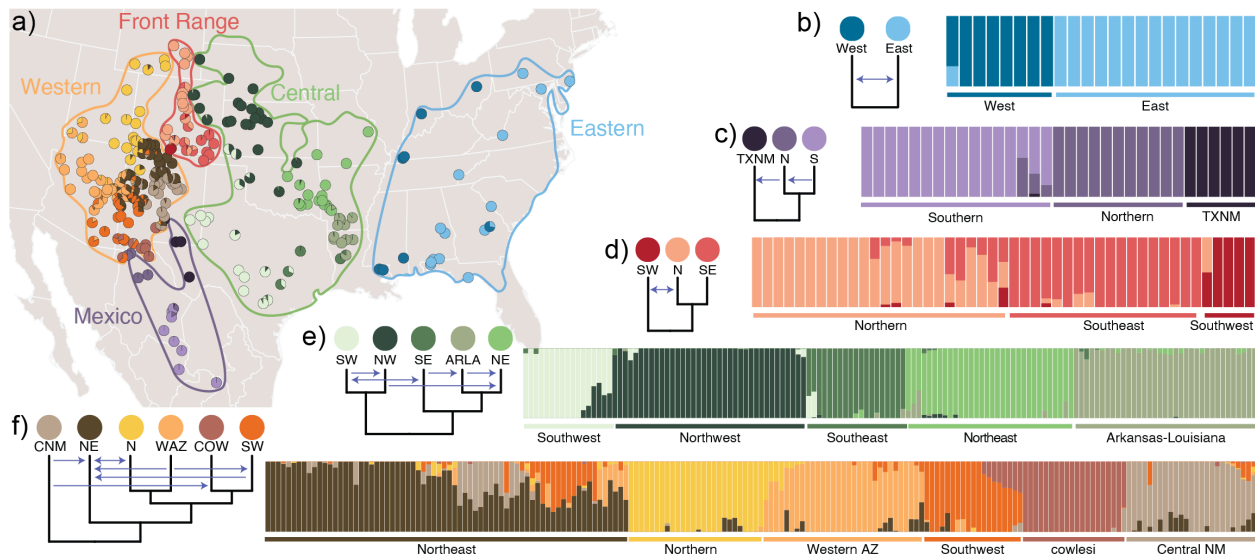 a)
Front Range
Western
Central
Eastern
Mexico
b)
West East
West East
c)
TXNM N S
Southern Northern TXNM
d)
SW N SE
Northern Southeast Southwest
e)
SW NW SE ARLA NE
Southwest Northwest Southeast Northeast Arkansas-Louisiana
f)
CNM NE N WAZ COW SW
Northeast Northern Western AZ Southwest cowlesi Central NM